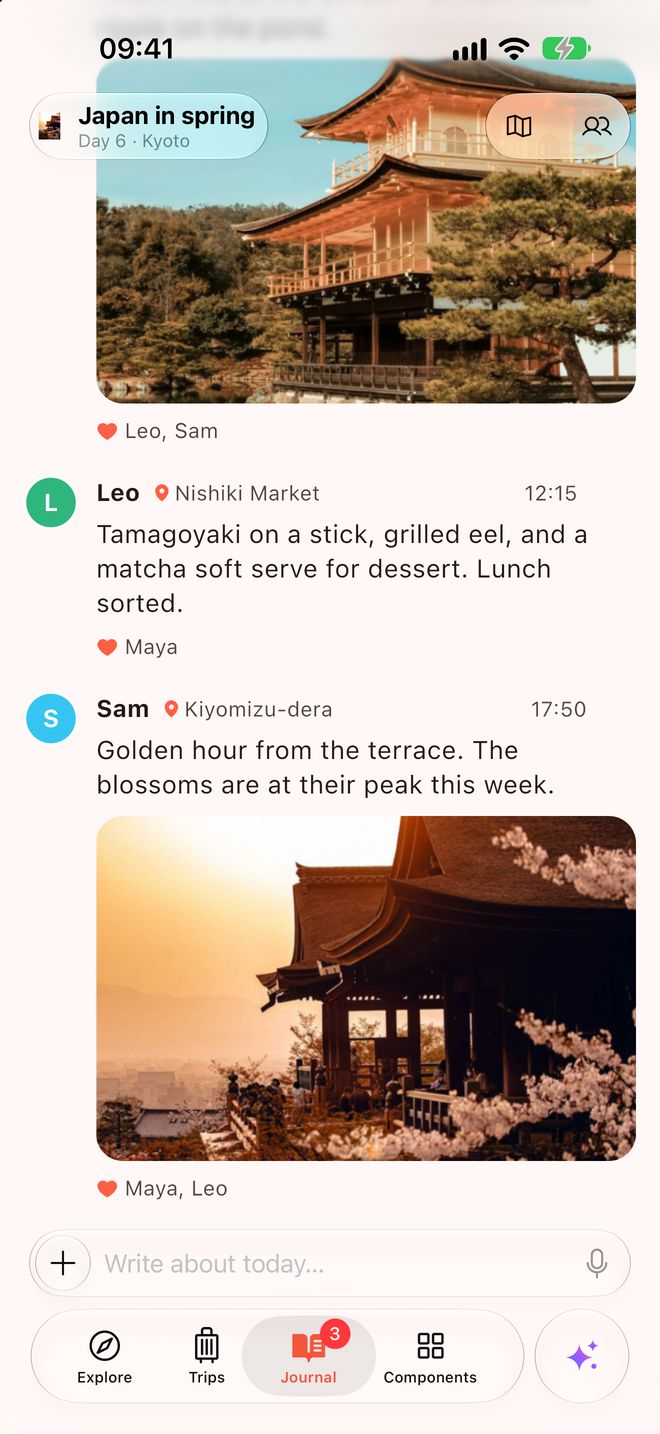 09:41
Japan in spring
Day 6 · Kyoto
Leo, Sam
L
Leo Nishiki Market 12:15
Tamagoyaki on a stick, grilled eel, and a
matcha soft serve for dessert. Lunch
sorted.
Maya
S
Sam Kiyomizu-dera 17:50
Golden hour from the terrace. The
blossoms are at their peak this week.
Maya, Leo
Write about today...
3
Explore Trips Journal Components